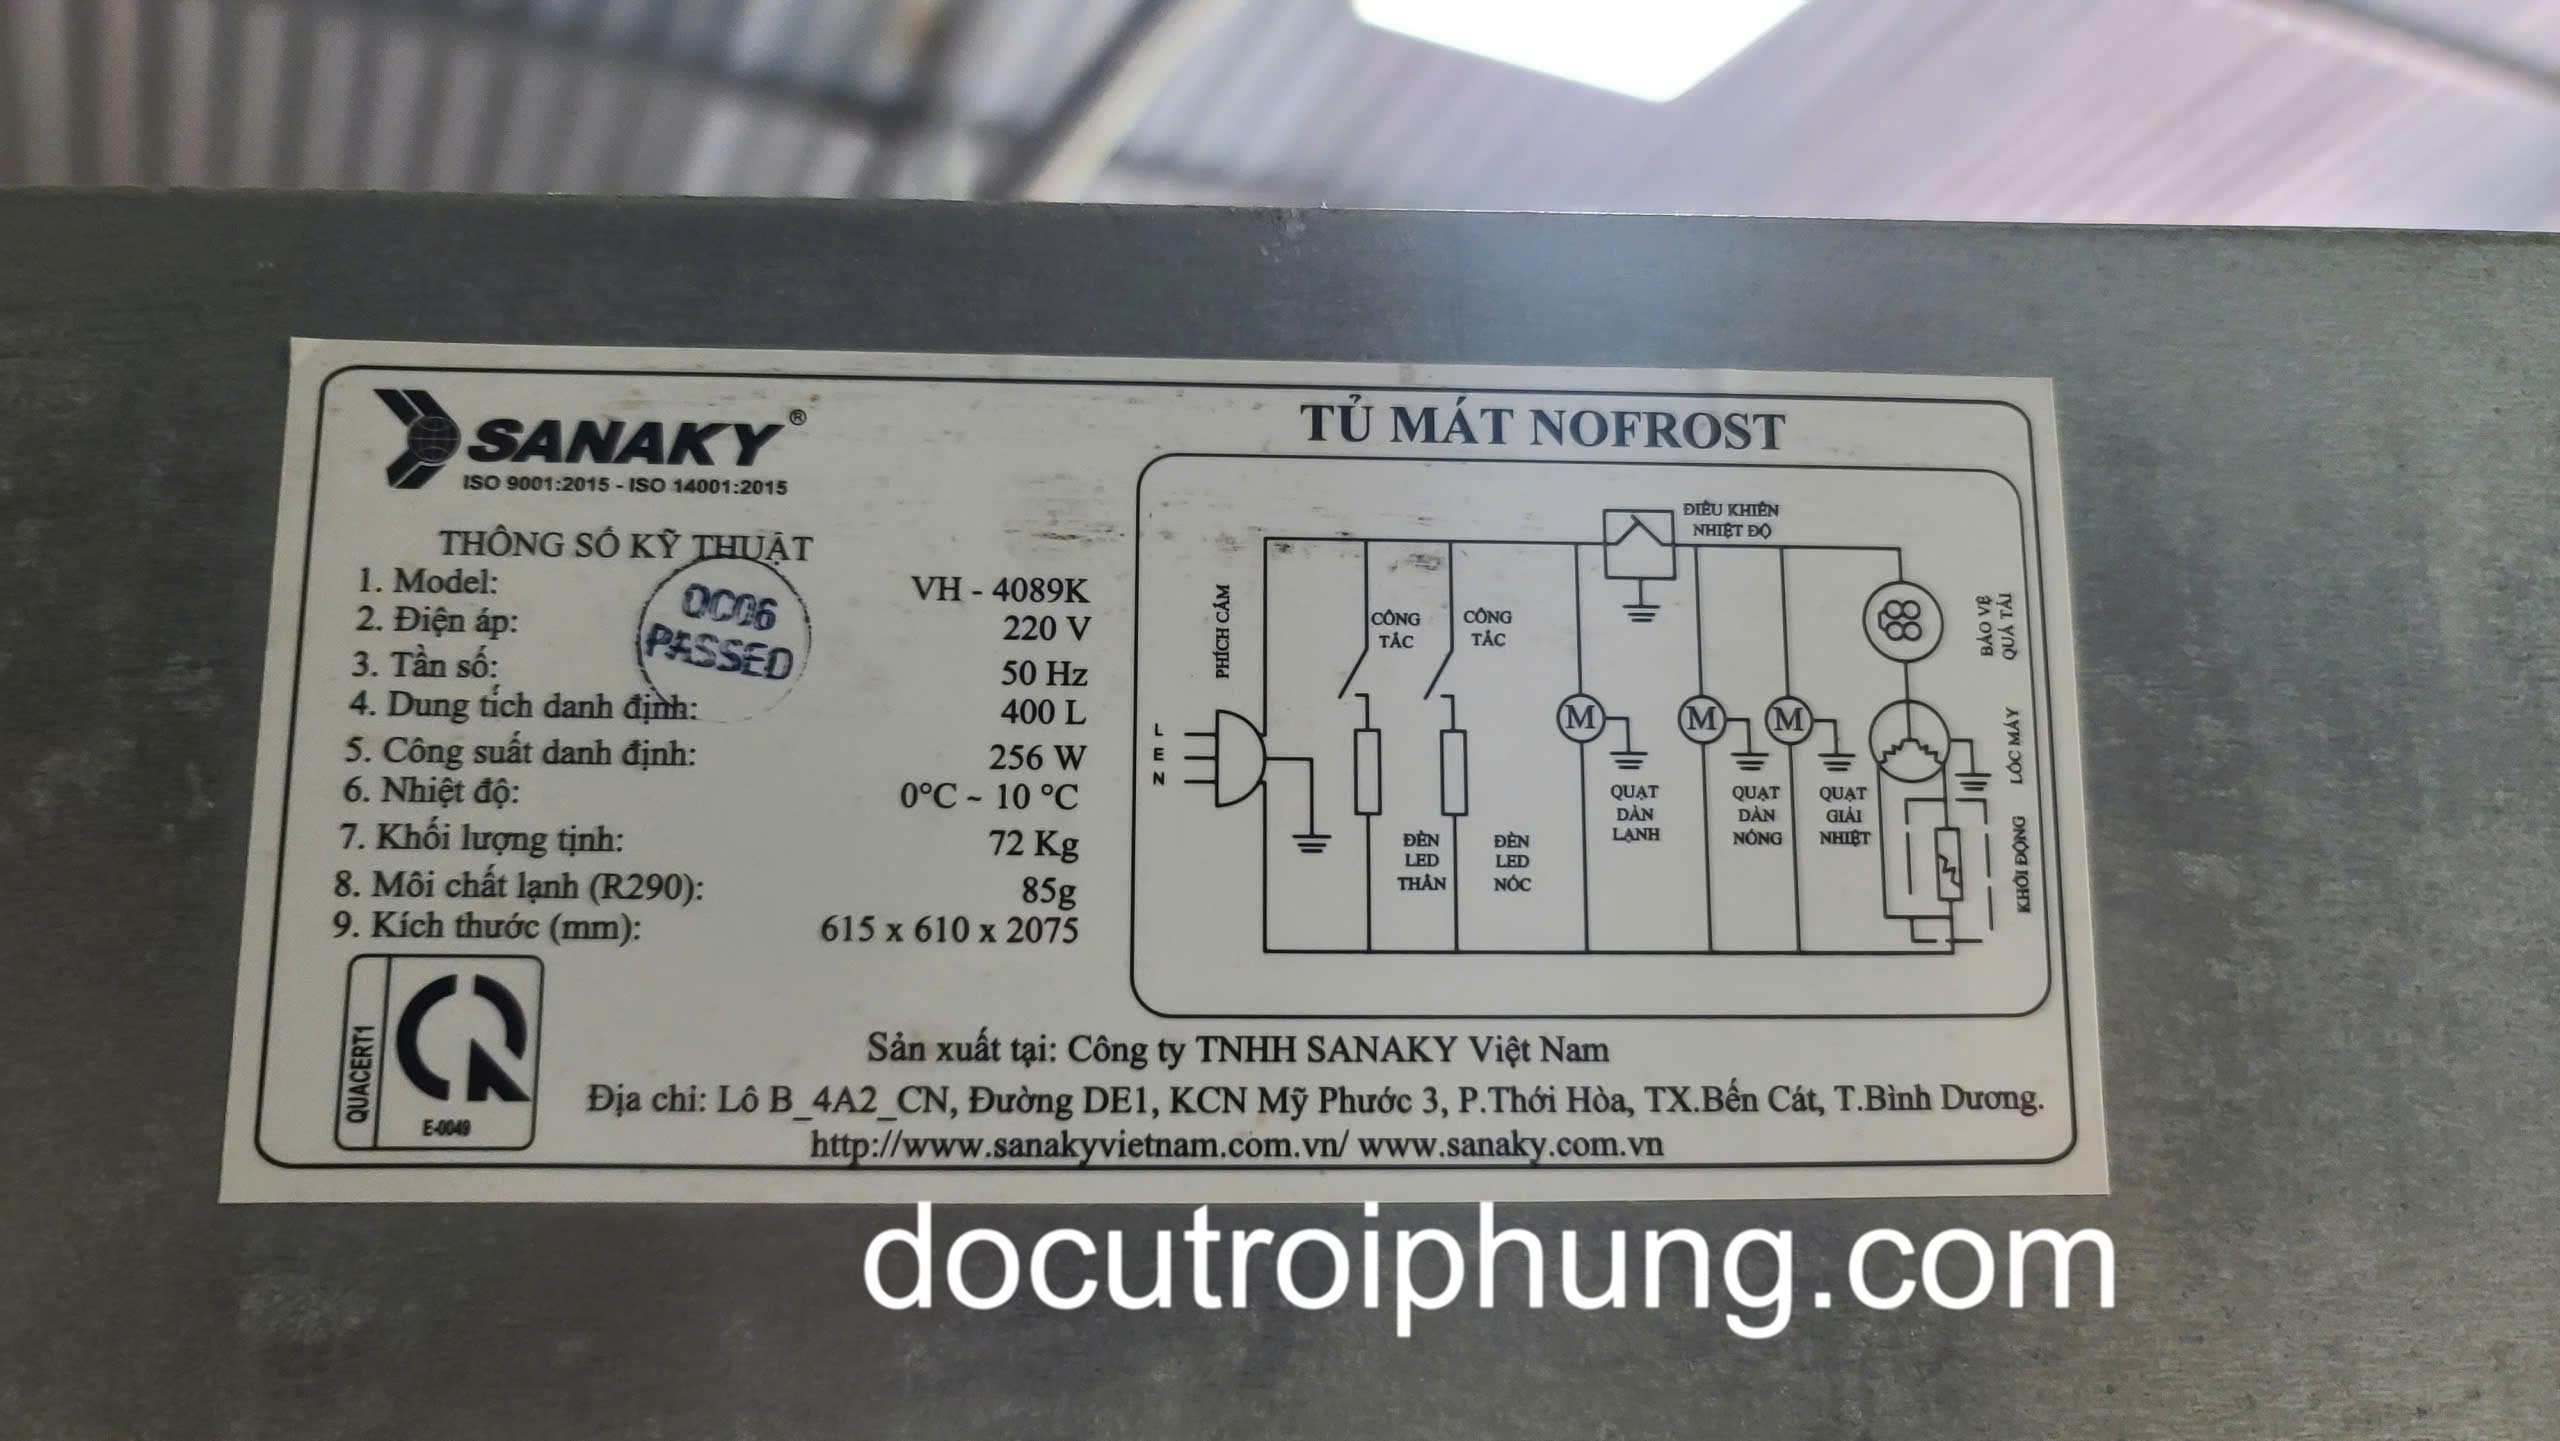 SANAKY®
ISO 9001:2015 - ISO 14001:2015
THÔNG SỐ KỸ THUẬT
1. Model: VH - 4089K
2. Điện áp: 220 V
3. Tần số: 50 Hz
4. Dung tích danh định: 400 L
5. Công suất danh định: 256 W
6. Nhiệt độ: 0°C ~ 10 °C
7. Khối lượng tịnh: 72 Kg
8. Môi chất lạnh (R290): 85g
9. Kích thước (mm): 615 x 610 x 2075
QC06
PASSED
QUACERT1
E-0049
TỦ MÁT NOFROST
ĐIỀU KHIỂN
NHIỆT ĐỘ
PHÍCH CẮM
L
E
N
CÔNG
TẮC
CÔNG
TẮC
M
M
M
ĐÈN
LED
THÂN
ĐÈN
LED
NÓC
QUẠT
DÀN
LẠNH
QUẠT
DÀN
NÓNG
QUẠT
GIẢI
NHIỆT
BẢO VỆ
QUÁ TẢI
LỐC MÁY
KHỞI ĐỘNG
Sản xuất tại: Công ty TNHH SANAKY Việt Nam
Địa chỉ: Lô B_4A2_CN, Đường DE1, KCN Mỹ Phước 3, P.Thới Hòa, TX.Bến Cát, T.Bình Dương.
http://www.sanakyvietnam.com.vn/ www.sanaky.com.vn
docutroiphung.com